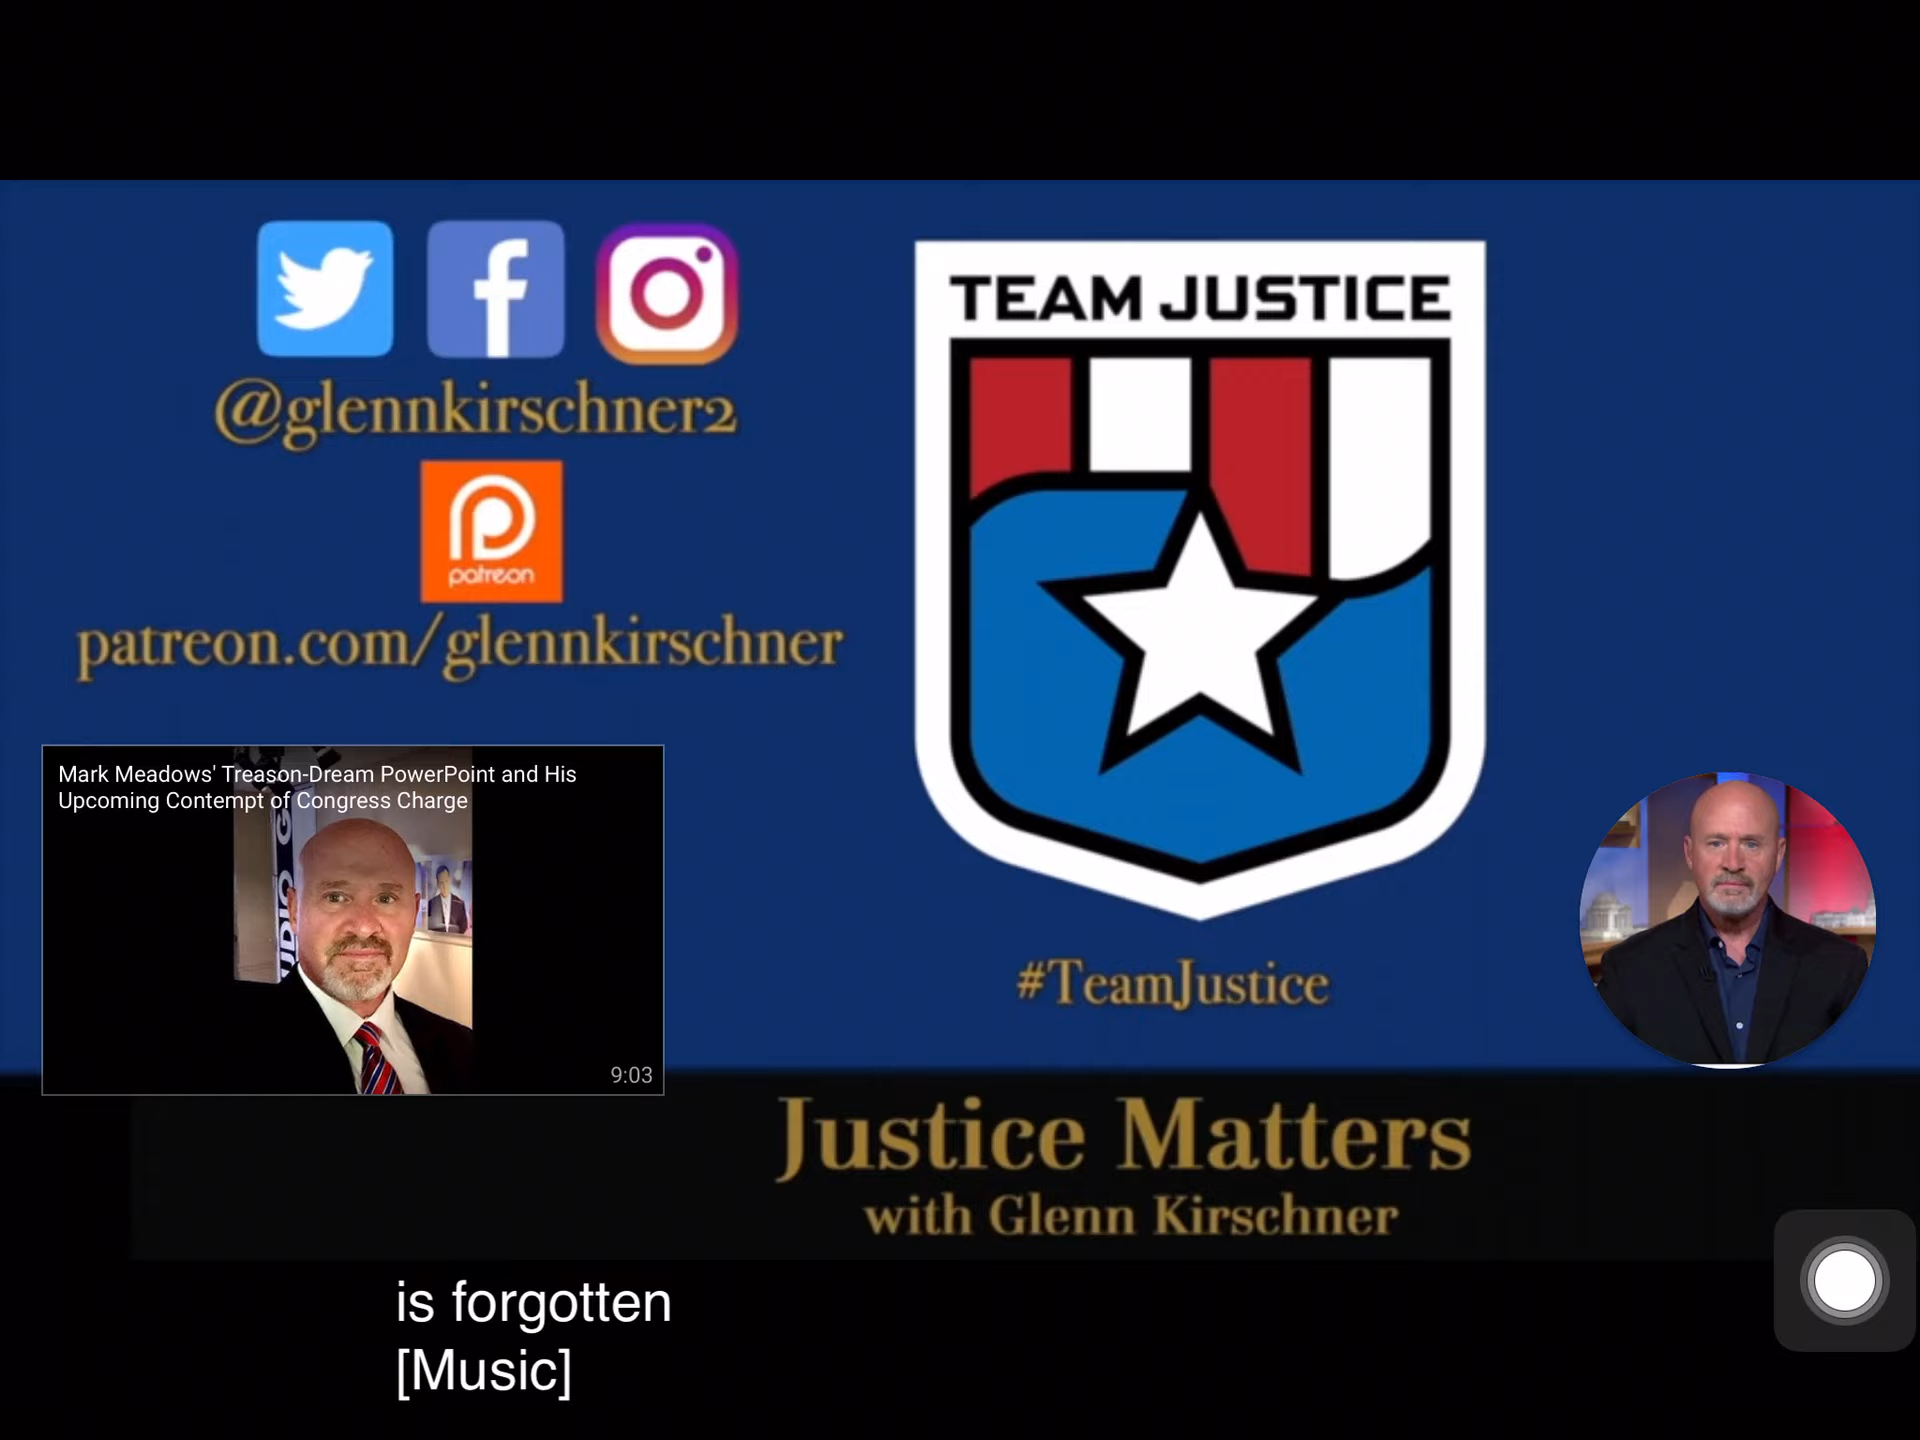 @glennkirschner2
patreon
patreon.com/glennkirschner
TEAM JUSTICE
#TeamJustice
Mark Meadows' Treason-Dream PowerPoint and His
Upcoming Contempt of Congress Charge
9:03
Justice Matters
with Glenn Kirschner
is forgotten
[Music]